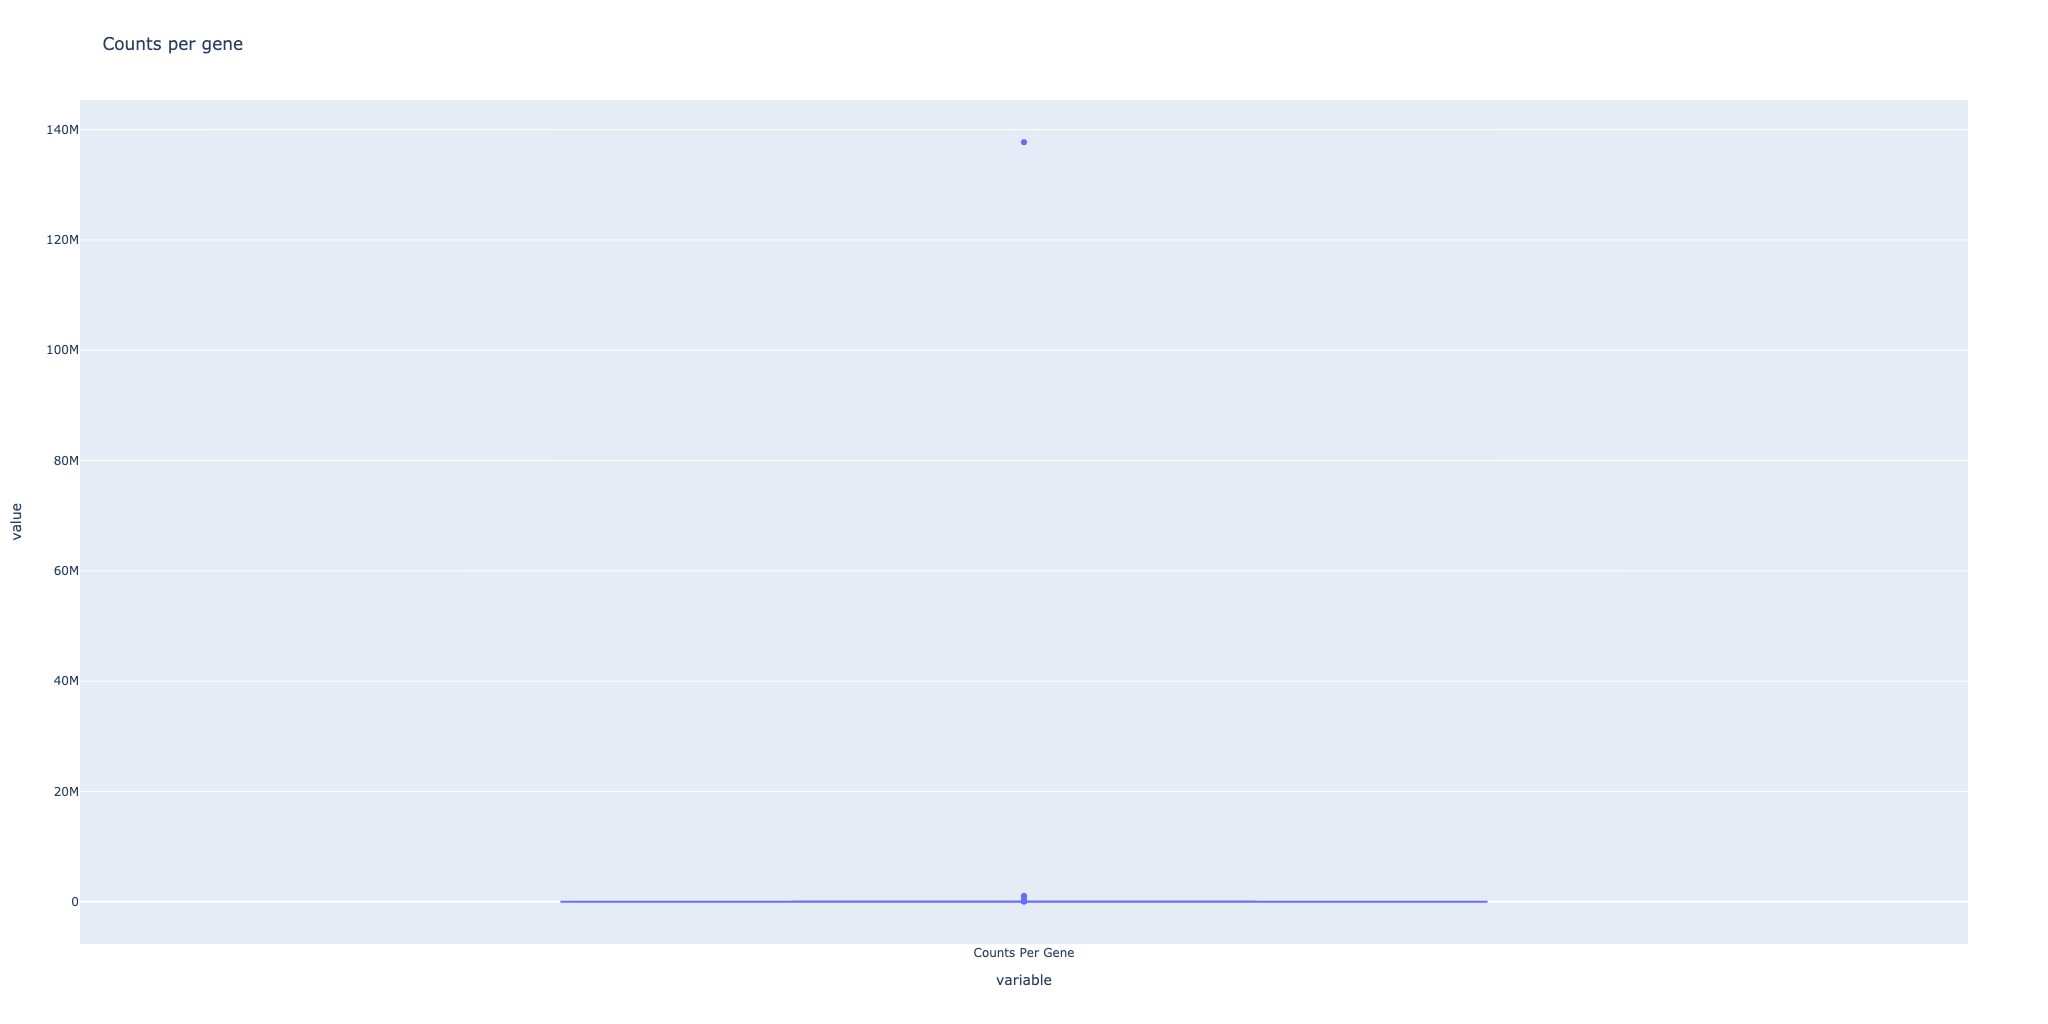 Counts per gene
140M
120M
100M
80M
60M
40M
20M
0
value
Counts Per Gene
variable